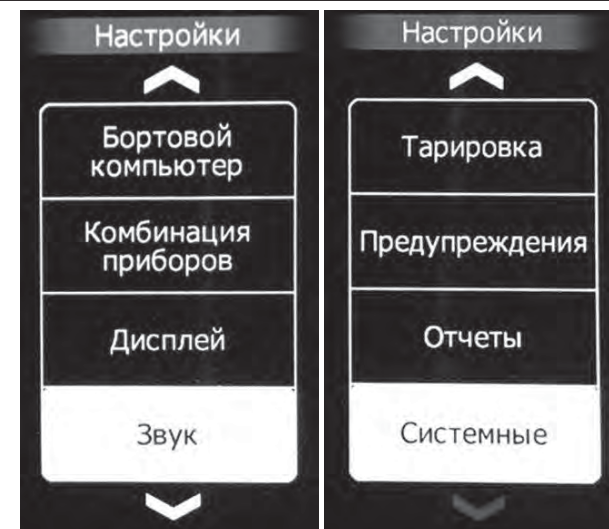 Настройки
Бортовой
компьютер
Комбинация
приборов
Дисплей
Звук
Настройки
Тарировка
Предупреждения
Отчеты
Системные